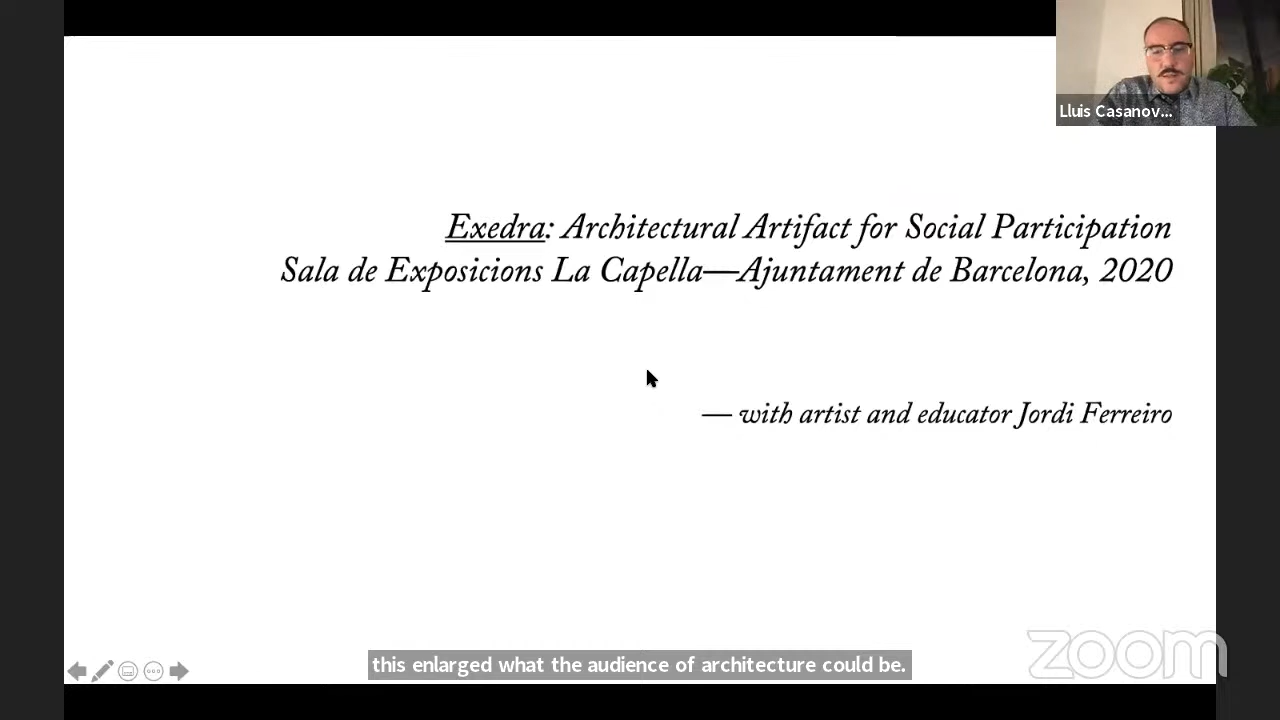 Lluis Casanov...
Exedra: Architectural Artifact for Social Participation
Sala de Exposicions La Capella—Ajuntament de Barcelona, 2020
— with artist and educator Jordi Ferreiro
this enlarged what the audience of architecture could be.
zoom